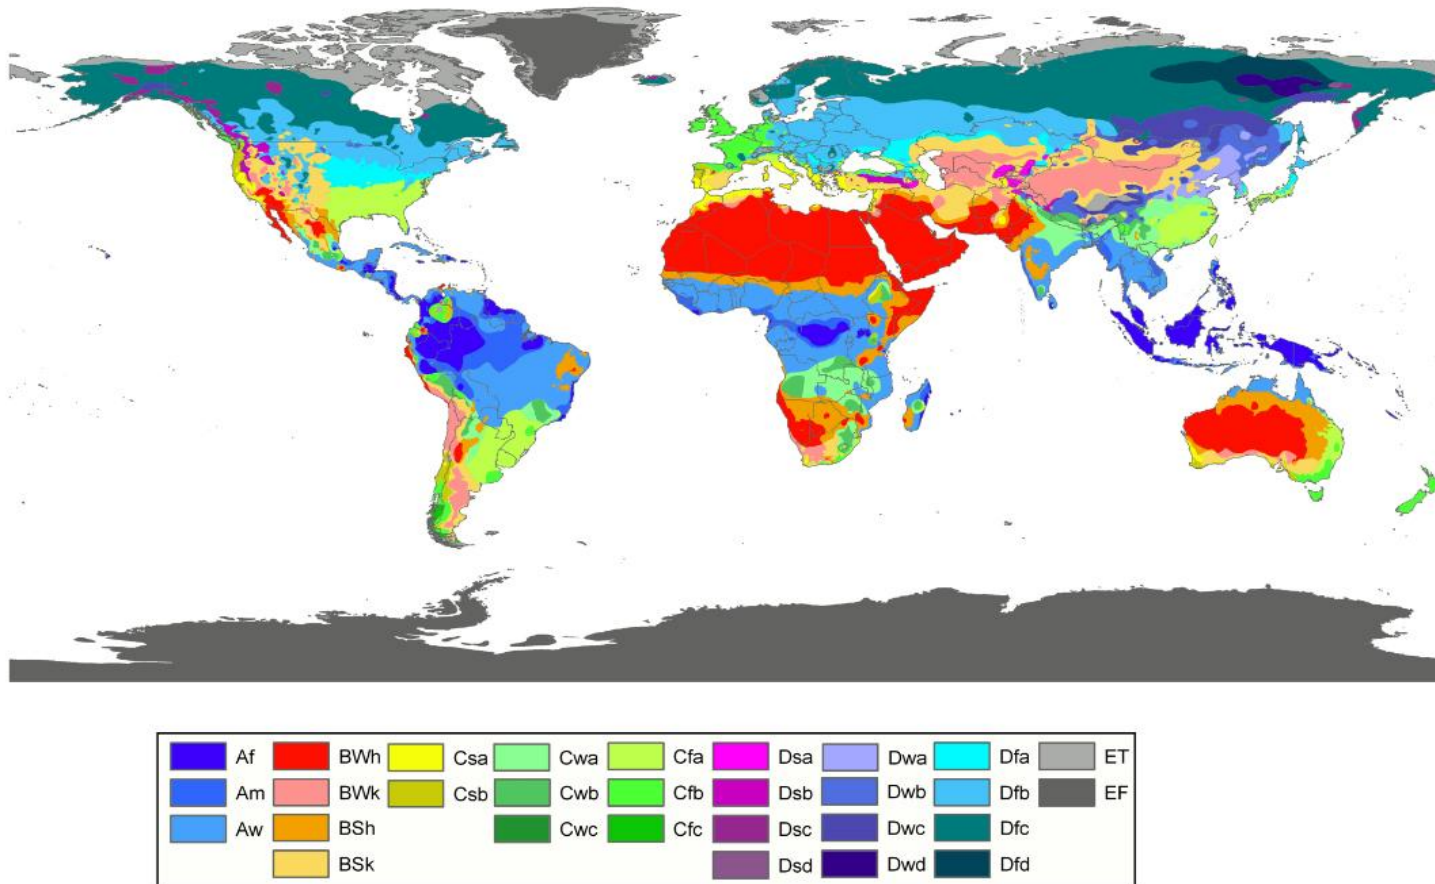 Af BWh Csa Cwa Cfa Dsa Dwa Dfa ET
Am BWk Csb Cwb Cfb Dsb Dwb Dfb EF
Aw BSh Cwc Cfc Dsc Dwc Dfc
BSk Dsd Dwd Dfd